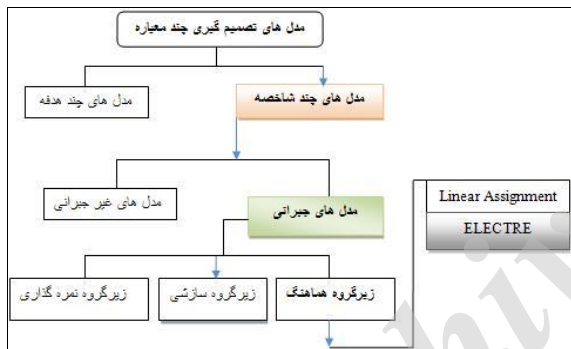 مدل های تصمیم گیری چند معیاره
مدل های چند شاخصه
مدل های چند هدفه
مدل های جبرانی
مدل های غیر جبرانی
Linear Assignment
ELECTRE
زیرگروه هماهنگ
زیرگروه سازشی
زیرگروه نمره گذاری